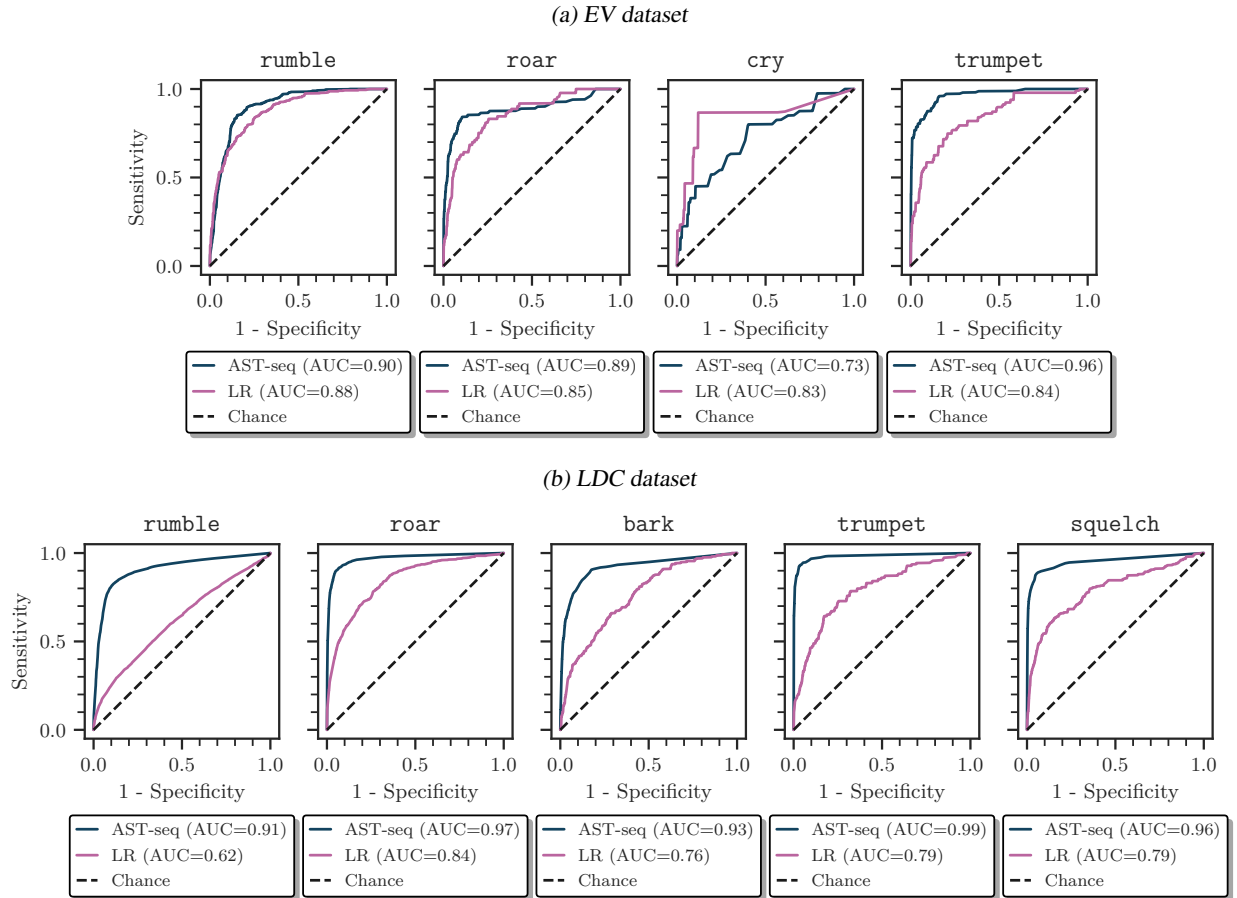 (a) EV dataset
rumble roar cry trumpet
Sensitivity
1.0
0.5
0.0
0.0 0.5 1.0 0.0 0.5 1.0 0.0 0.5 1.0 0.0 0.5 1.0
1 - Specificity 1 - Specificity 1 - Specificity 1 - Specificity
AST-seq (AUC=0.90) AST-seq (AUC=0.89) AST-seq (AUC=0.73) AST-seq (AUC=0.96)
LR (AUC=0.88) LR (AUC=0.85) LR (AUC=0.83) LR (AUC=0.84)
Chance Chance Chance Chance
(b) LDC dataset
rumble roar bark trumpet squelch
Sensitivity
1.0
0.5
0.0
0.0 0.5 1.0 0.0 0.5 1.0 0.0 0.5 1.0 0.0 0.5 1.0 0.0 0.5 1.0
1 - Specificity 1 - Specificity 1 - Specificity 1 - Specificity 1 - Specificity
AST-seq (AUC=0.91) AST-seq (AUC=0.97) AST-seq (AUC=0.93) AST-seq (AUC=0.99) AST-seq (AUC=0.96)
LR (AUC=0.62) LR (AUC=0.84) LR (AUC=0.76) LR (AUC=0.79) LR (AUC=0.79)
Chance Chance Chance Chance Chance